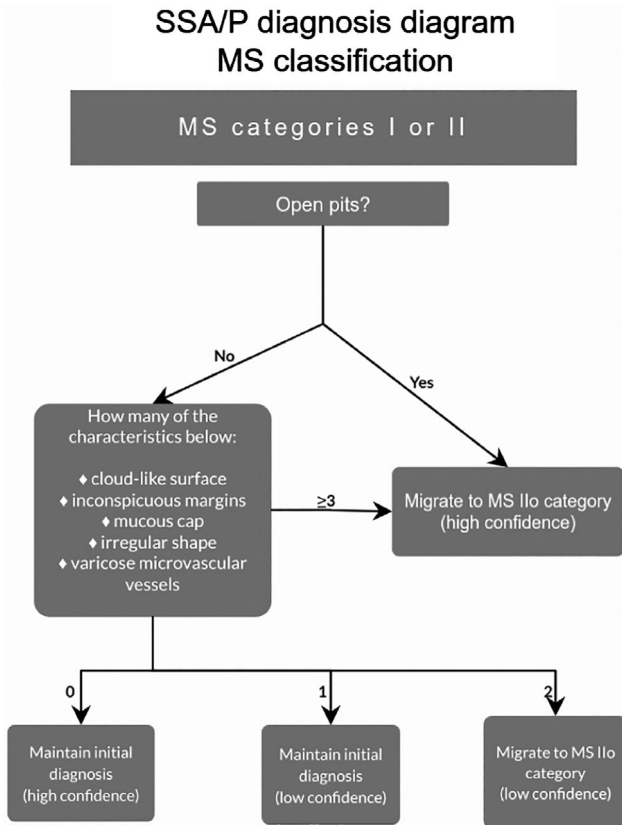 SSA/P diagnosis diagram
MS classification
MS categories I or II
Open pits?
No
Yes
How many of the
characteristics below:
♦ cloud-like surface
♦ inconspicuous margins
♦ mucous cap
♦ irregular shape
♦ varicose microvascular
vessels
≥3
Migrate to MS IIo category
(high confidence)
0
1
2
Maintain initial
diagnosis
(high confidence)
Maintain initial
diagnosis
(low confidence)
Migrate to MS IIo
category
(low confidence)